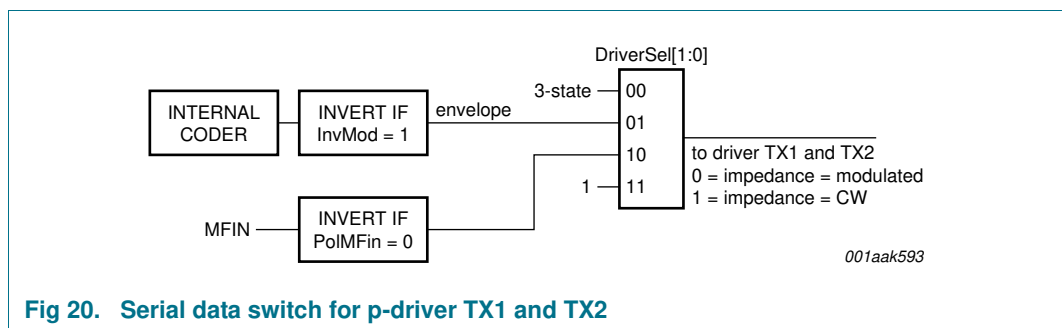 DriverSel[1:0]
3-state
00
INTERNAL
CODER
INVERT IF
InvMod = 1
envelope
01
10
to driver TX1 and TX2
0 = impedance = modulated
1 = impedance = CW
1
11
MFIN
INVERT IF
PolMFin = 0
001aak593
Fig 20. Serial data switch for p-driver TX1 and TX2